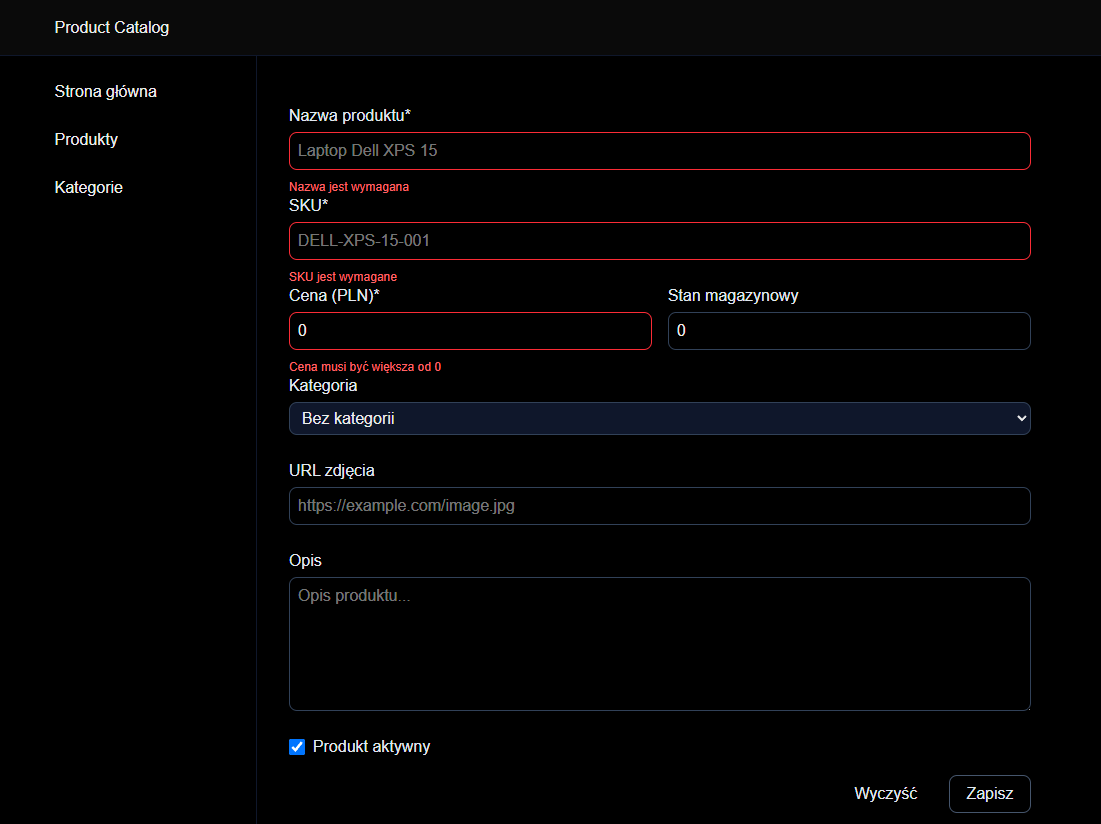 Product Catalog
Strona główna
Produkty
Kategorie
Nazwa produktu*
Laptop Dell XPS 15
Nazwa jest wymagana
SKU*
DELL-XPS-15-001
SKU jest wymagane
Cena (PLN)* Stan magazynowy
0 0
Cena musi być większa od 0
Kategoria
Bez kategorii
URL zdjęcia
https://example.com/image.jpg
Opis
Opis produktu...
Produkt aktywny
Wyczyść Zapisz